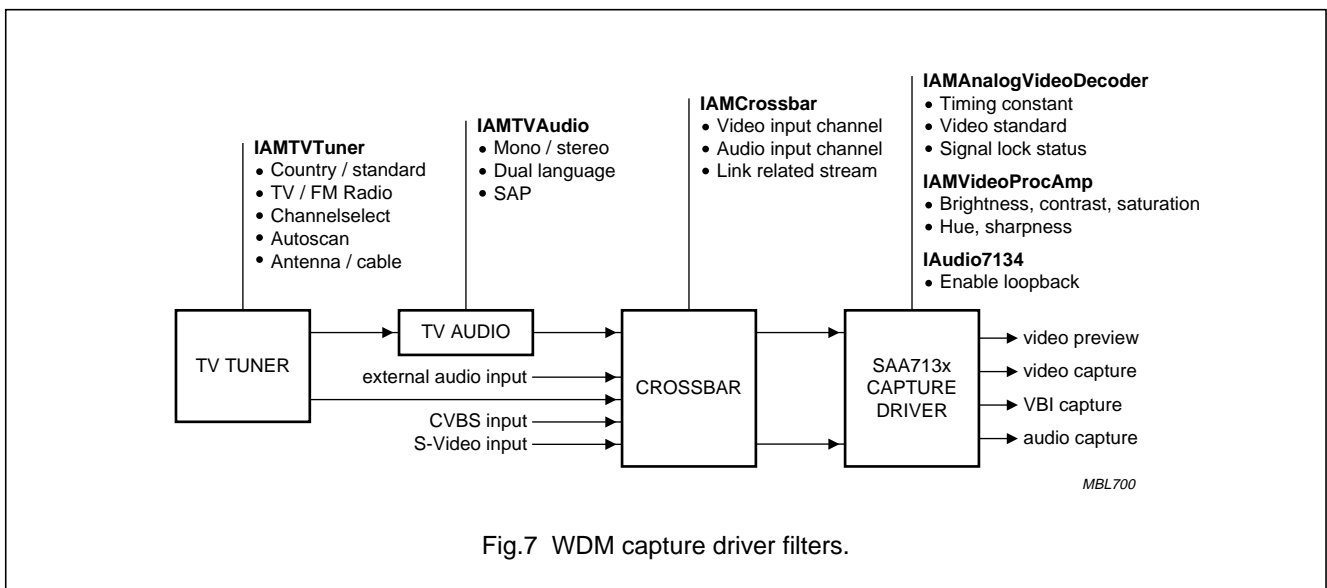 IAMTVTuner
• Country / standard
• TV / FM Radio
• Channelselect
• Autoscan
• Antenna / cable
IAMTVAudio
• Mono / stereo
• Dual language
• SAP
IAMCrossbar
• Video input channel
• Audio input channel
• Link related stream
IAMAnalogVideoDecoder
• Timing constant
• Video standard
• Signal lock status
IAMVideoProcAmp
• Brightness, contrast, saturation
• Hue, sharpness
IAudio7134
• Enable loopback
TV TUNER
TV AUDIO
external audio input
CVBS input
S-Video input
CROSSBAR
SAA713x
CAPTURE
DRIVER
video preview
video capture
VBI capture
audio capture
MBL700
Fig.7 WDM capture driver filters.